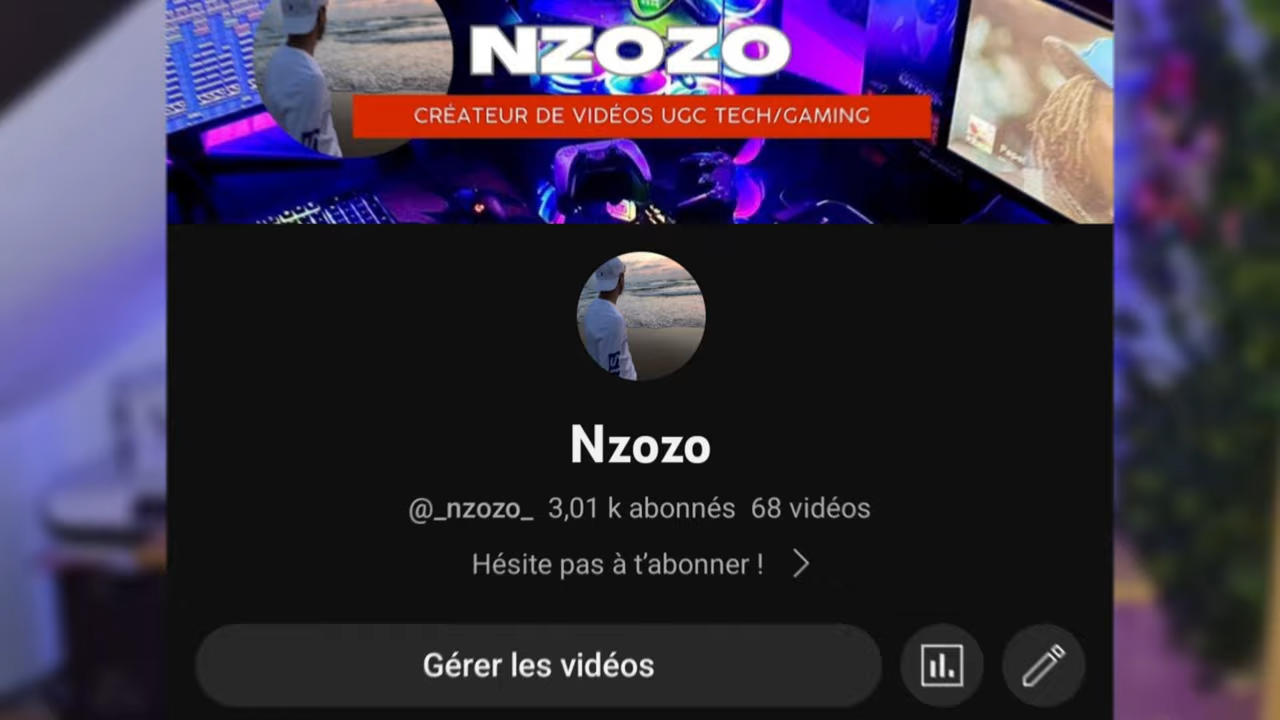 NZOZO
CRÉATEUR DE VIDÉOS UGC TECH/GAMING
Nzozo
@_nzozo_ 3,01 k abonnés 68 vidéos
Hésite pas à t'abonner !
Gérer les vidéos